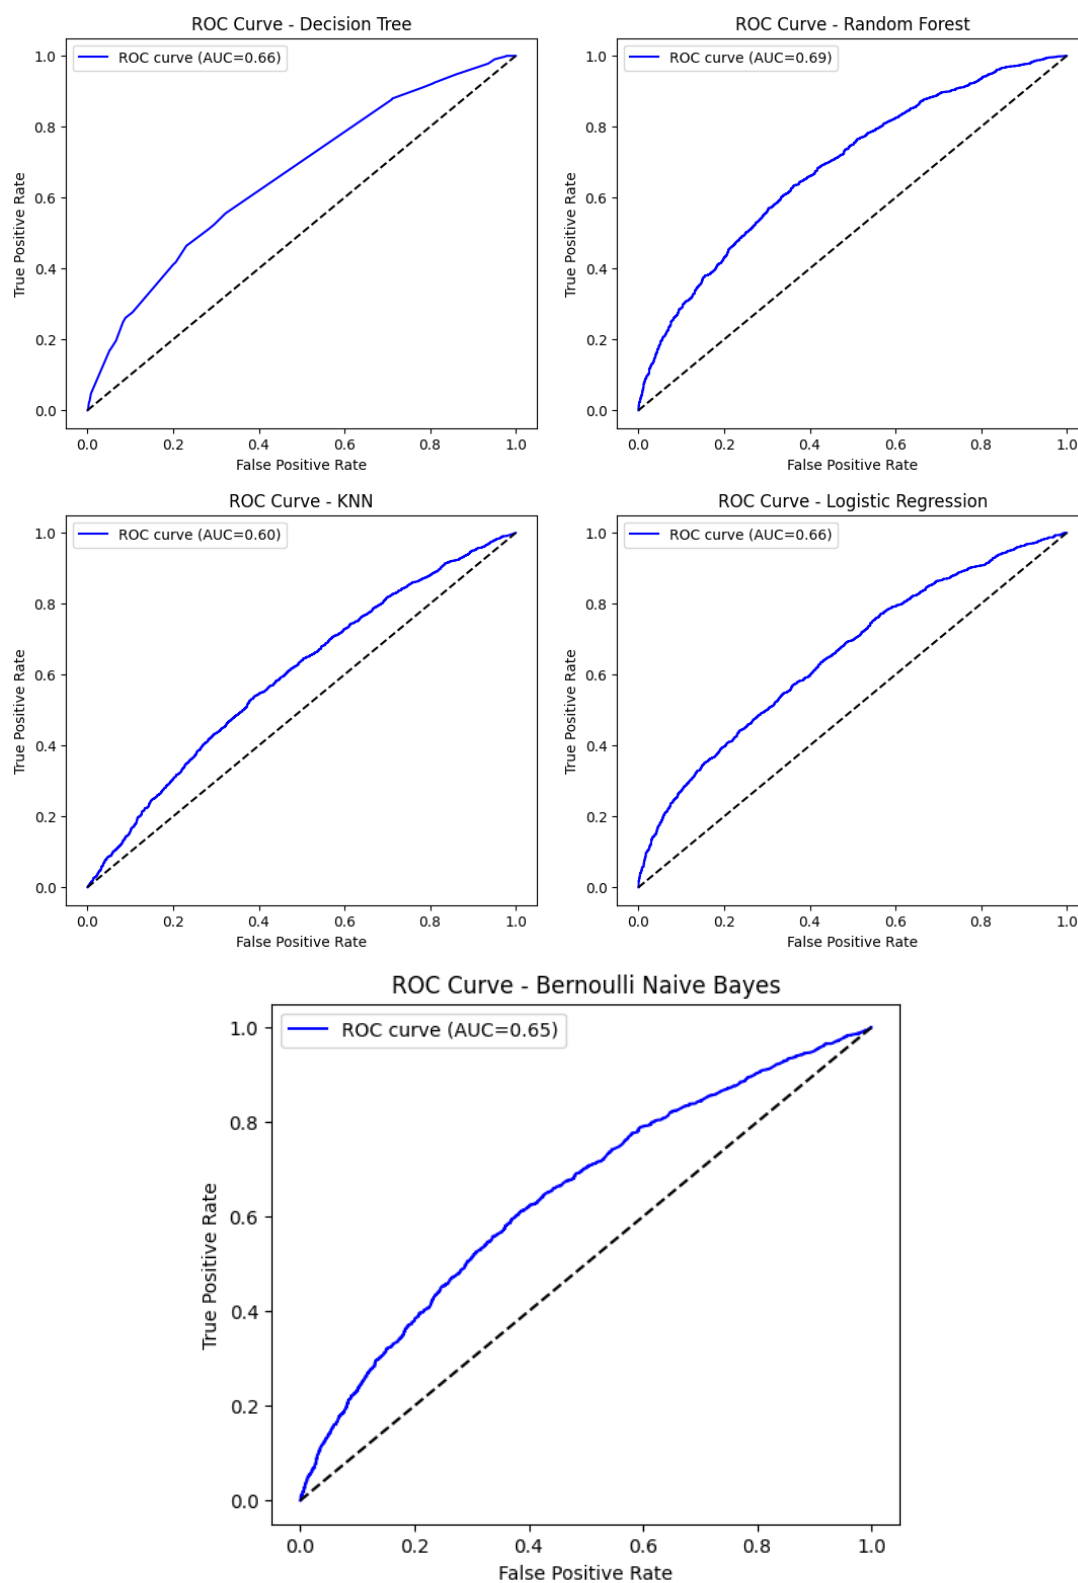 ROC Curve - Decision Tree
ROC curve (AUC=0.66)
True Positive Rate
1.0
0.8
0.6
0.4
0.2
0.0
0.0 0.2 0.4 0.6 0.8 1.0
False Positive Rate
ROC Curve - Random Forest
ROC curve (AUC=0.69)
True Positive Rate
1.0
0.8
0.6
0.4
0.2
0.0
0.0 0.2 0.4 0.6 0.8 1.0
False Positive Rate
ROC Curve - KNN
ROC curve (AUC=0.60)
True Positive Rate
1.0
0.8
0.6
0.4
0.2
0.0
0.0 0.2 0.4 0.6 0.8 1.0
False Positive Rate
ROC Curve - Logistic Regression
ROC curve (AUC=0.66)
True Positive Rate
1.0
0.8
0.6
0.4
0.2
0.0
0.0 0.2 0.4 0.6 0.8 1.0
False Positive Rate
ROC Curve - Bernoulli Naive Bayes
ROC curve (AUC=0.65)
True Positive Rate
1.0
0.8
0.6
0.4
0.2
0.0
0.0 0.2 0.4 0.6 0.8 1.0
False Positive Rate